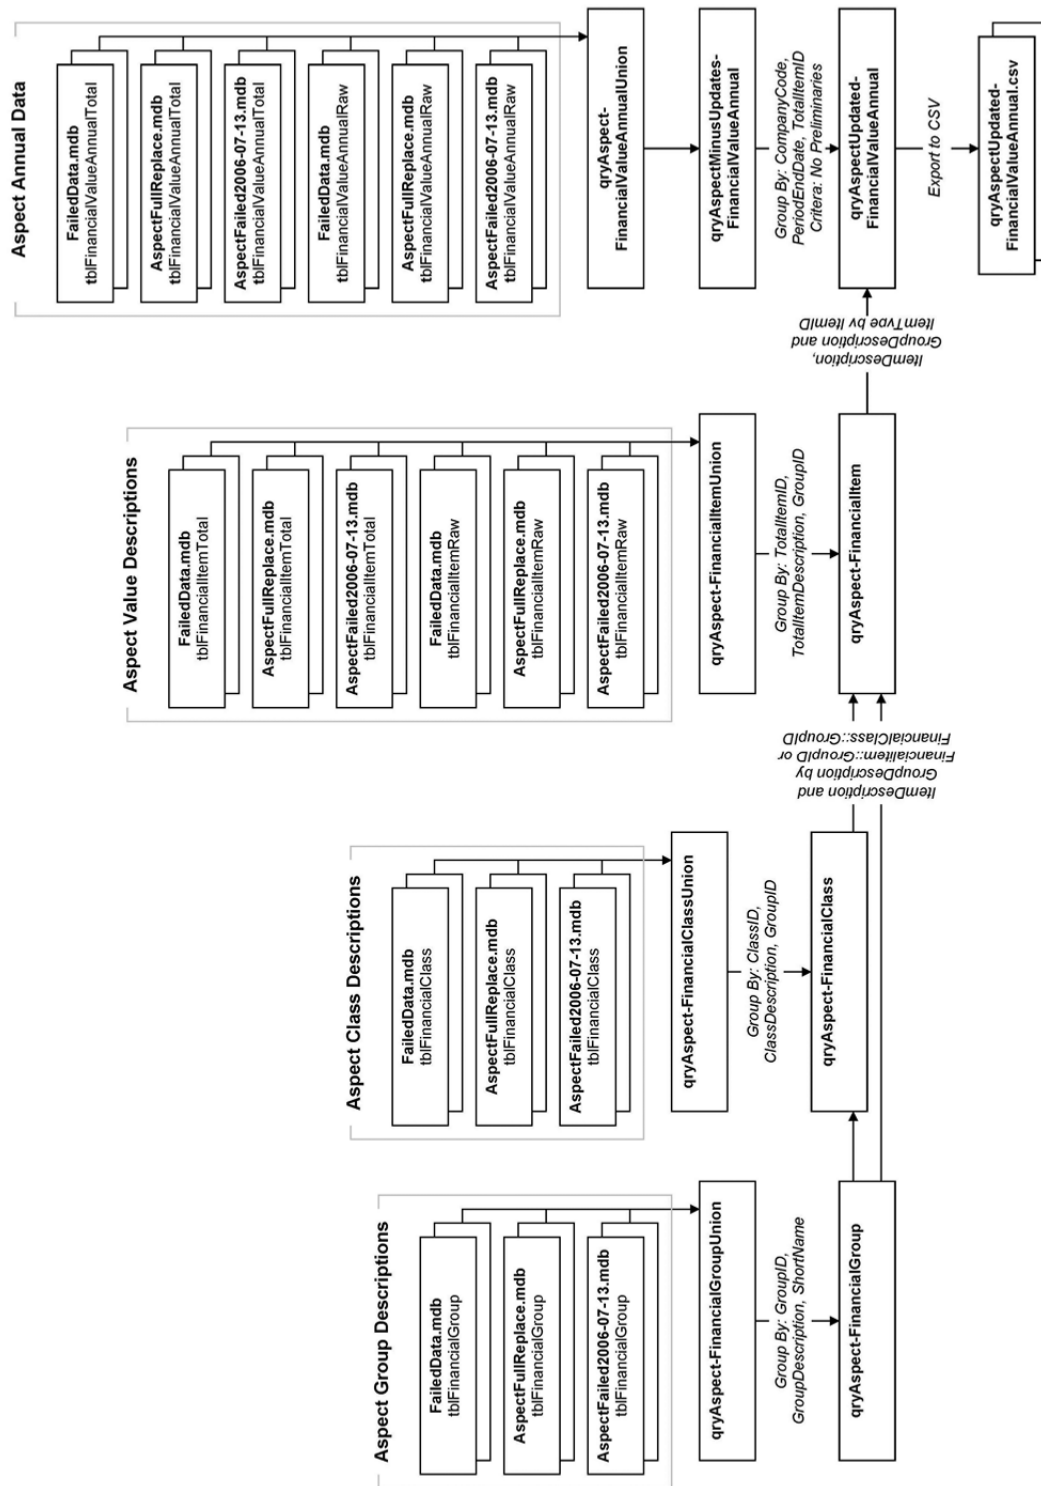 Aspect Group Descriptions
FailedData.mdb
tblFinancialGroup
AspectFullReplace.mdb
tblFinancialGroup
AspectFailed2006-07-13.mdb
tblFinancialGroup
qryAspect-FinancialGroupUnion
Group By: GroupID,
GroupDescription, ShortName
qryAspect-FinancialGroup
Aspect Class Descriptions
FailedData.mdb
tblFinancialClass
AspectFullReplace.mdb
tblFinancialClass
AspectFailed2006-07-13.mdb
tblFinancialClass
qryAspect-FinancialClassUnion
Group By: ClassID,
ClassDescription, GroupID
qryAspect-FinancialClass
ItemDescription and
GroupDescription by
FinancialItem::GroupID or
FinancialClass::GroupID
Aspect Value Descriptions
FailedData.mdb
tblFinancialItemTotal
AspectFullReplace.mdb
tblFinancialItemTotal
AspectFailed2006-07-13.mdb
tblFinancialItemTotal
FailedData.mdb
tblFinancialItemRaw
AspectFullReplace.mdb
tblFinancialItemRaw
AspectFailed2006-07-13.mdb
tblFinancialItemRaw
qryAspect-FinancialItemUnion
Group By: TotalItemID,
TotalItemDescription, GroupID
qryAspect-FinancialItem
ItemDescription,
GroupDescription and
ItemType by ItemID
Aspect Annual Data
FailedData.mdb
tblFinancialValueAnnualTotal
AspectFullReplace.mdb
tblFinancialValueAnnualTotal
AspectFailed2006-07-13.mdb
tblFinancialValueAnnualTotal
FailedData.mdb
tblFinancialValueAnnualRaw
AspectFullReplace.mdb
tblFinancialValueAnnualRaw
AspectFailed2006-07-13.mdb
tblFinancialValueAnnualRaw
qryAspect-
FinancialValueAnnualUnion
qryAspectMinusUpdates-
FinancialValueAnnual
Group By: CompanyCode,
PeriodEndDate, TotalItemID
Critera: No Preliminaries
qryAspectUpdated-
FinancialValueAnnual
Export to CSV
qryAspectUpdated-
FinancialValueAnnual.csv